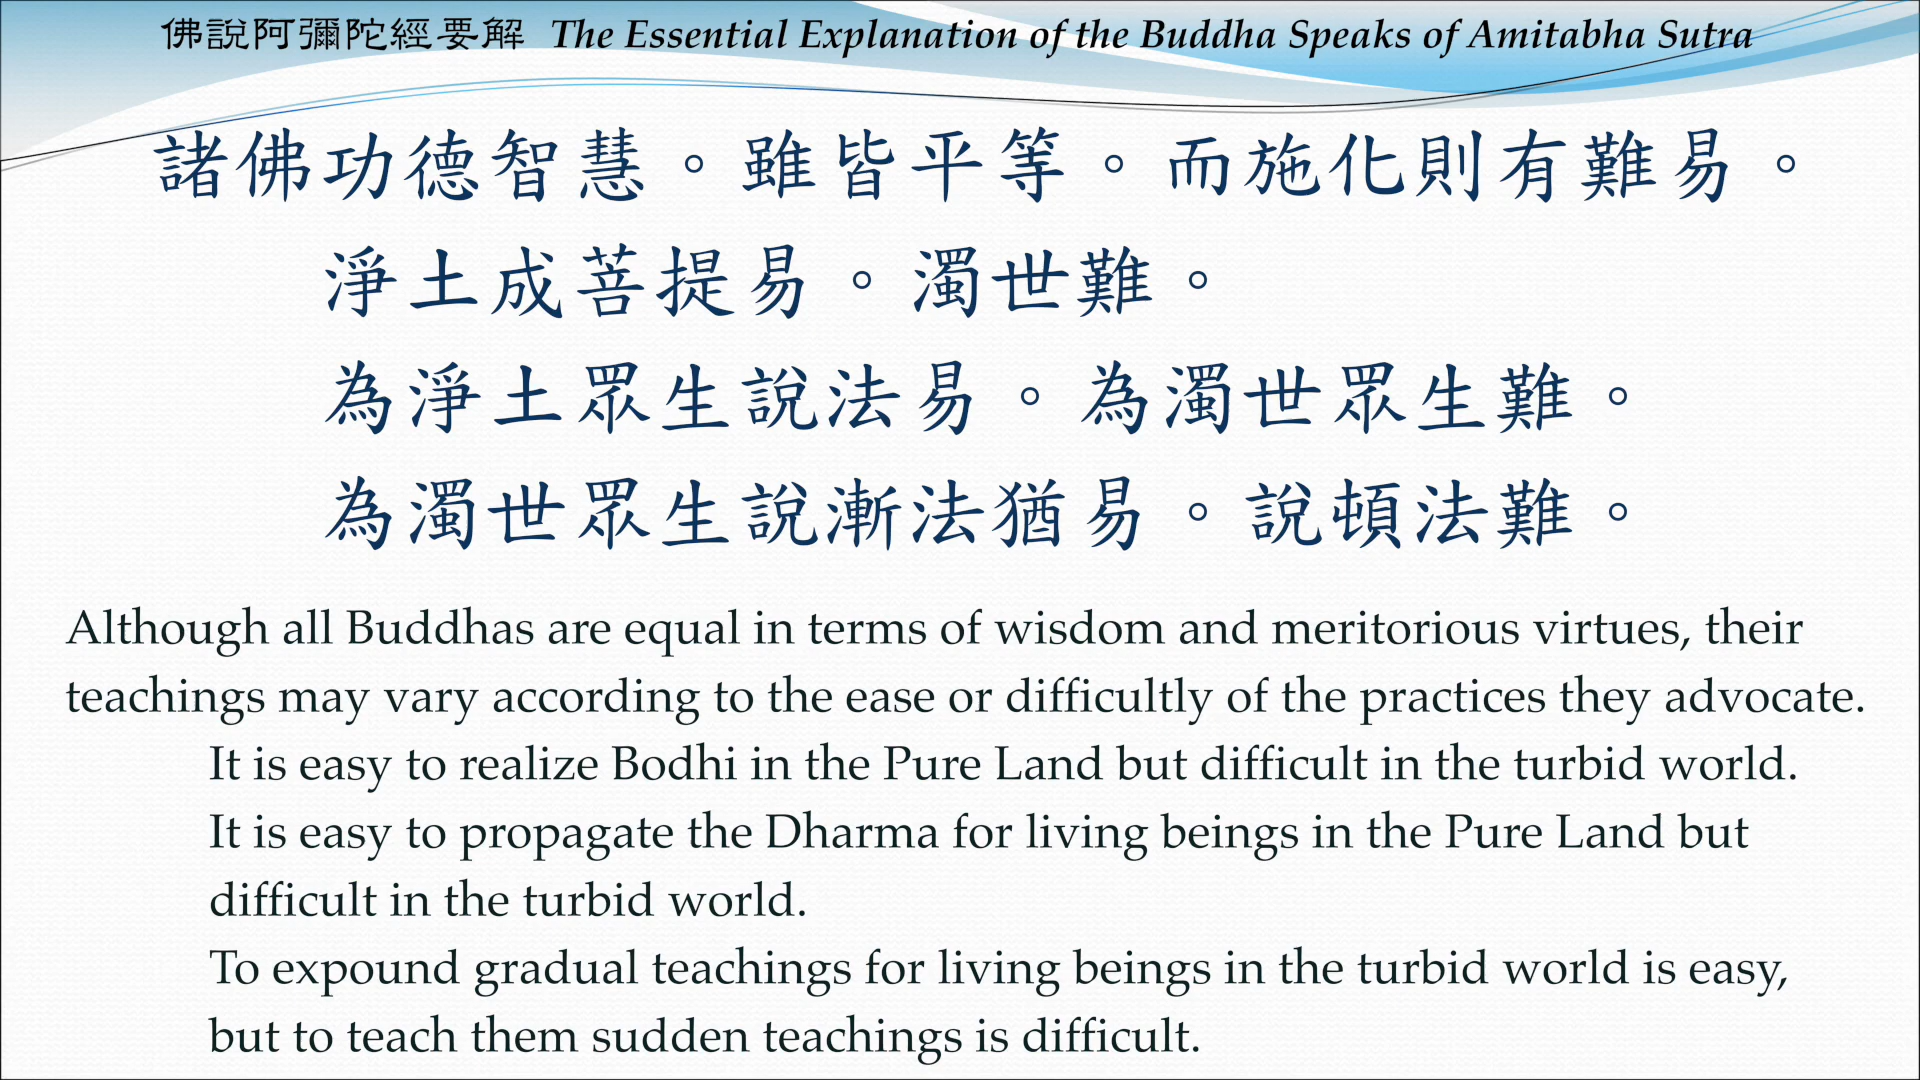 佛說阿彌陀經要解 The Essential Explanation of the Buddha Speaks of Amitabha Sutra
諸佛功德智慧。雖皆平等。而施化則有難易。
淨土成菩提易。濁世難。
為淨土眾生說法易。為濁世眾生難。
為濁世眾生說漸法猶易。說頓法難。
Although all Buddhas are equal in terms of wisdom and meritorious virtues, their
teachings may vary according to the ease or difficultly of the practices they advocate.
It is easy to realize Bodhi in the Pure Land but difficult in the turbid world.
It is easy to propagate the Dharma for living beings in the Pure Land but
difficult in the turbid world.
To expound gradual teachings for living beings in the turbid world is easy,
but to teach them sudden teachings is difficult.